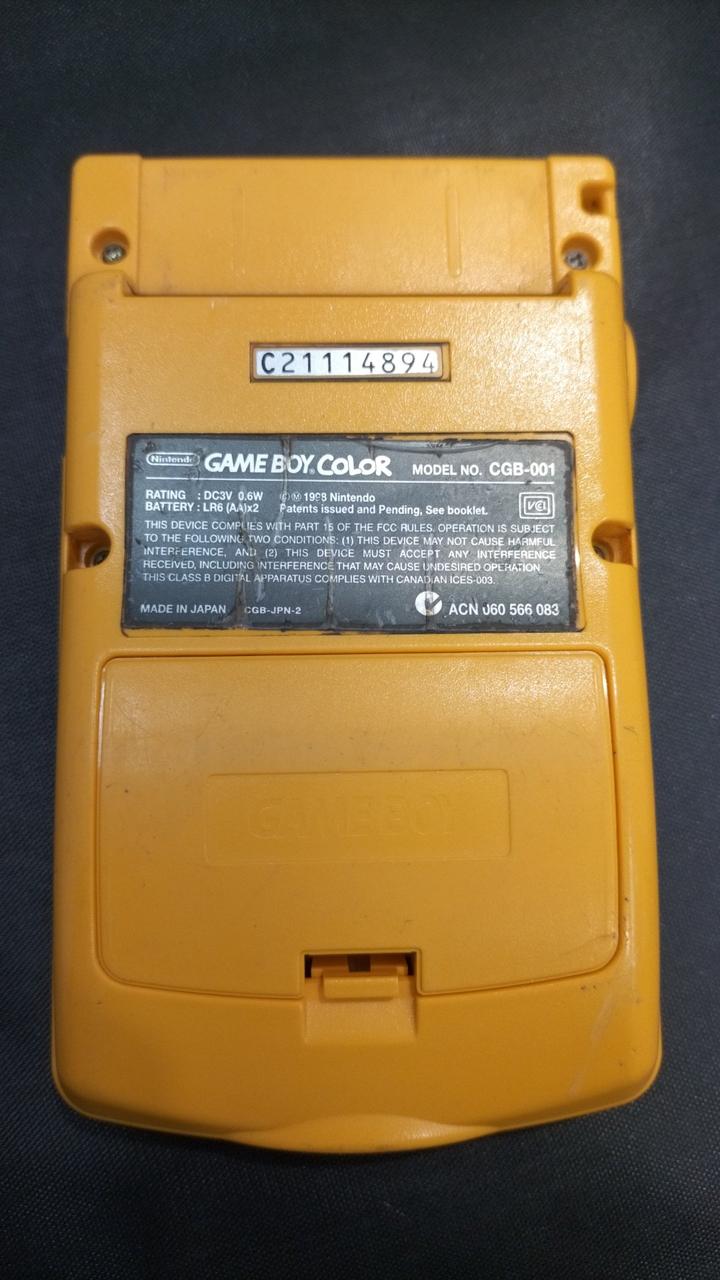 C21114894
Nintendo GAME BOY COLOR MODEL NO. CGB-001
RATING : DC3V 0.6W © Ⓜ 1998 Nintendo
BATTERY : LR6 (AA)x2 Patents issued and Pending, See booklet.
VCI
THIS DEVICE COMPLIES WITH PART 15 OF THE FCC RULES. OPERATION IS SUBJECT
TO THE FOLLOWING TWO CONDITIONS: (1) THIS DEVICE MAY NOT CAUSE HARMFUL
INTERFERENCE, AND (2) THIS DEVICE MUST ACCEPT ANY INTERFERENCE
RECEIVED, INCLUDING INTERFERENCE THAT MAY CAUSE UNDESIRED OPERATION.
THIS CLASS B DIGITAL APPARATUS COMPLIES WITH CANADIAN ICES-003.
MADE IN JAPAN CGB-JPN-2 ACN 060 566 083
GAME BOY